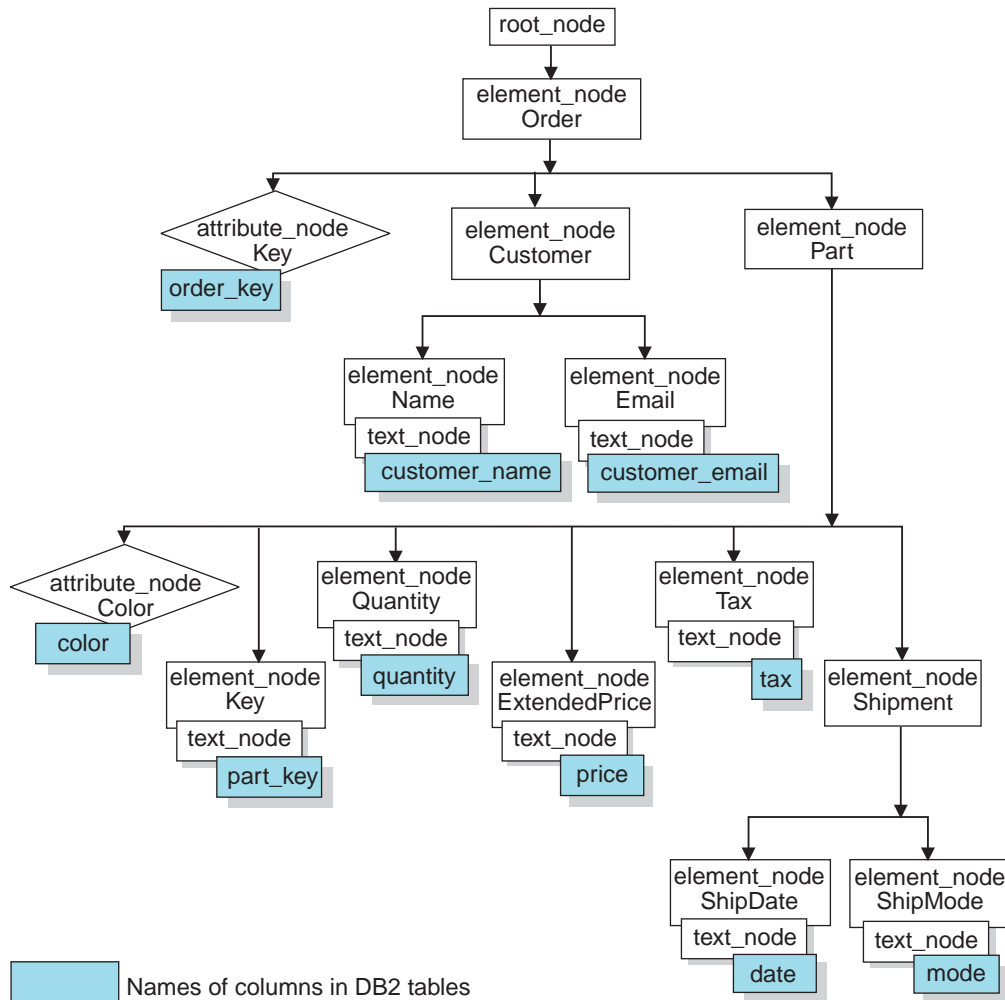 root_node
element_node
Order
attribute_node
Key
order_key
element_node
Customer
element_node
Part
element_node
Name
text_node
customer_name
element_node
Email
text_node
customer_email
attribute_node
Color
color
element_node
Key
text_node
part_key
element_node
Quantity
text_node
quantity
element_node
ExtendedPrice
text_node
price
element_node
Tax
text_node
tax
element_node
Shipment
element_node
ShipDate
text_node
date
element_node
ShipMode
text_node
mode
Names of columns in DB2 tables